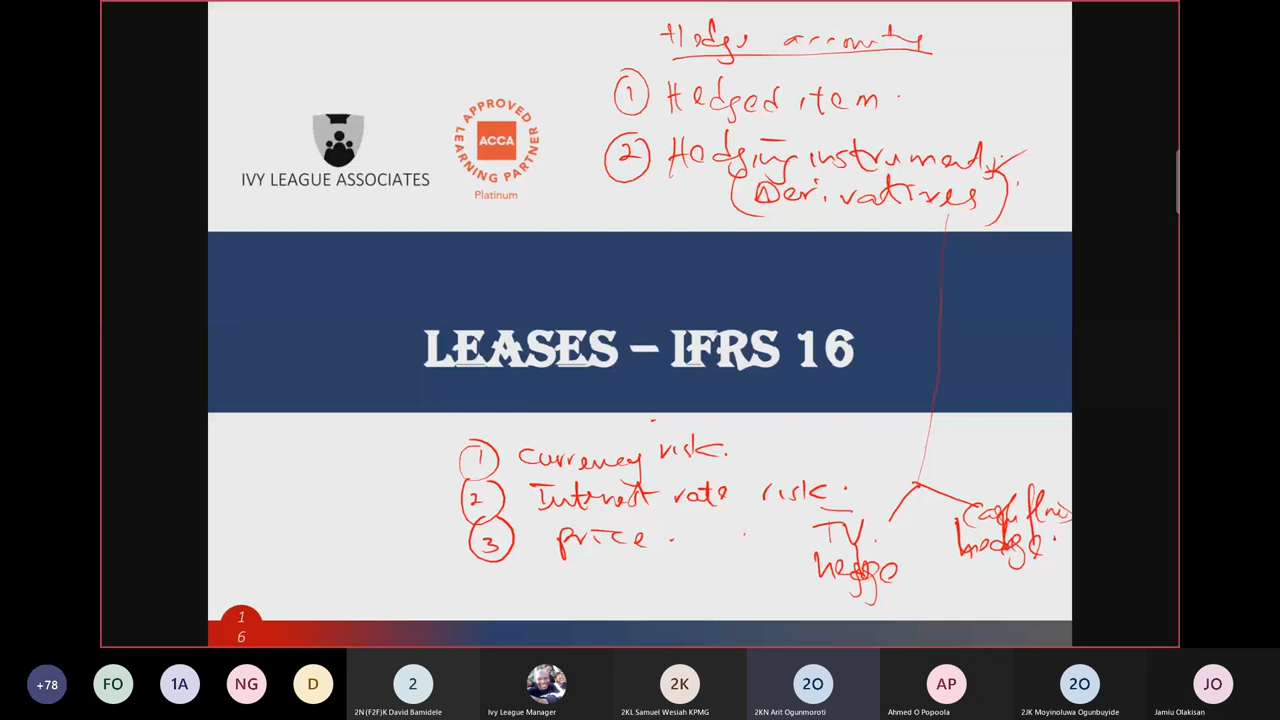 Hedge accounting
1 Hedged item.
2 Hedging instruments
(Derivatives)
APPROVED LEARNING PARTNER
ACCA
Platinum
IVY LEAGUE ASSOCIATES
LEASES – IFRS 16
1 currency risk.
2 Interest rate risk.
3 price.
FV. hedge
Cash flow hedge.
1
6
+78
FO
1A
NG
D
2
2N (F2F)K David Bamidele
Ivy League Manager
2K
2KL Samuel Wesiah KPMG
2O
2KN Arit Ogunmoroti
AP
Ahmed O Popoola
2O
2JK Moyinoluwa Ogunbuyide
JO
Jamiu Olakisan